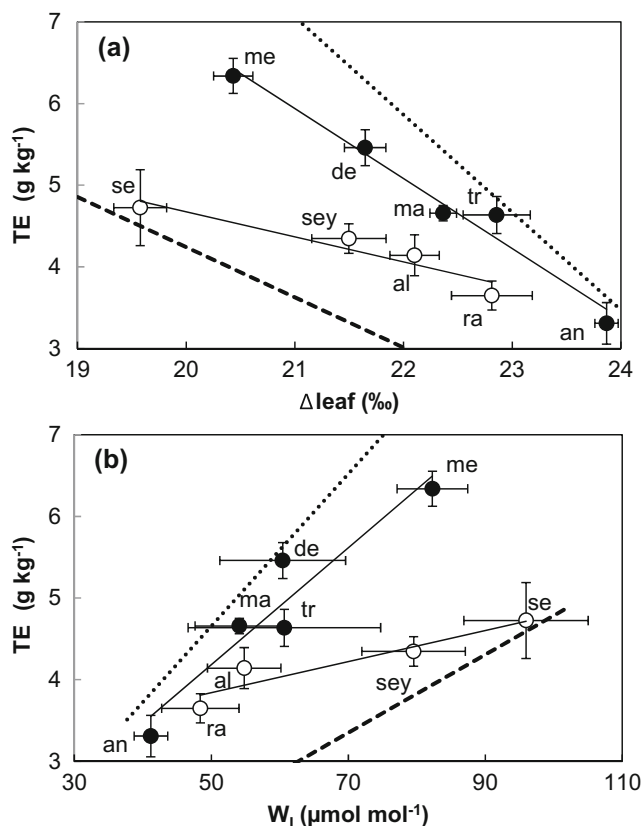 (a)
7
6
5
4
3
TE (g kg⁻¹)
me
de
ma
tr
se
sey
al
ra
an
19 20 21 22 23 24
Δleaf (‰)
(b)
7
6
5
4
3
TE (g kg⁻¹)
me
de
ma
tr
se
al
sey
ra
an
30 50 70 90 110
W_I (µmol mol⁻¹)